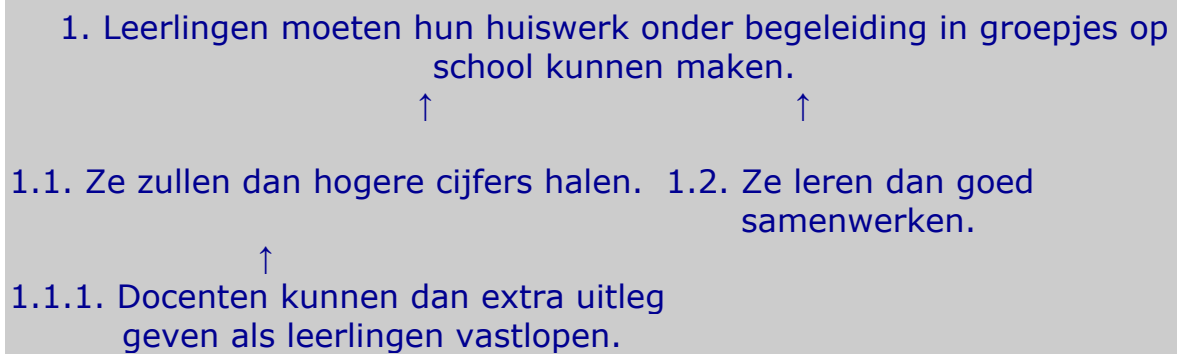 1. Leerlingen moeten hun huiswerk onder begeleiding in groepjes op
school kunnen maken.
↑ ↑
1.1. Ze zullen dan hogere cijfers halen. 1.2. Ze leren dan goed
samenwerken.
↑
1.1.1. Docenten kunnen dan extra uitleg
geven als leerlingen vastlopen.